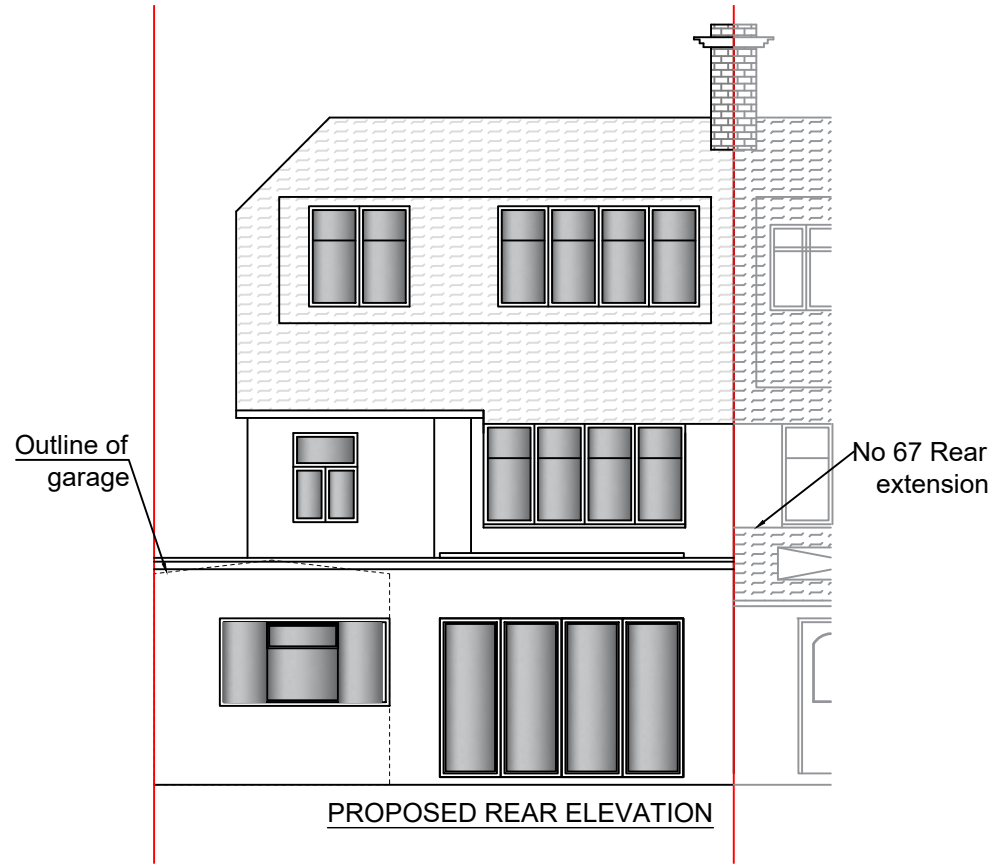 Outline of
garage
No 67 Rear
extension
PROPOSED REAR ELEVATION